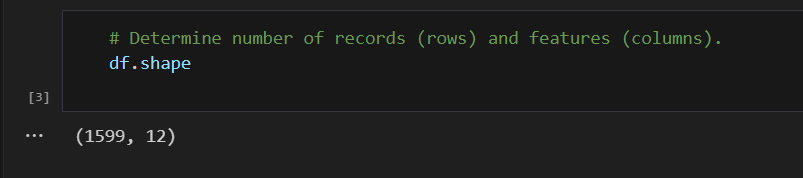 # Determine number of records (rows) and features (columns).
df.shape
[3]
... (1599, 12)